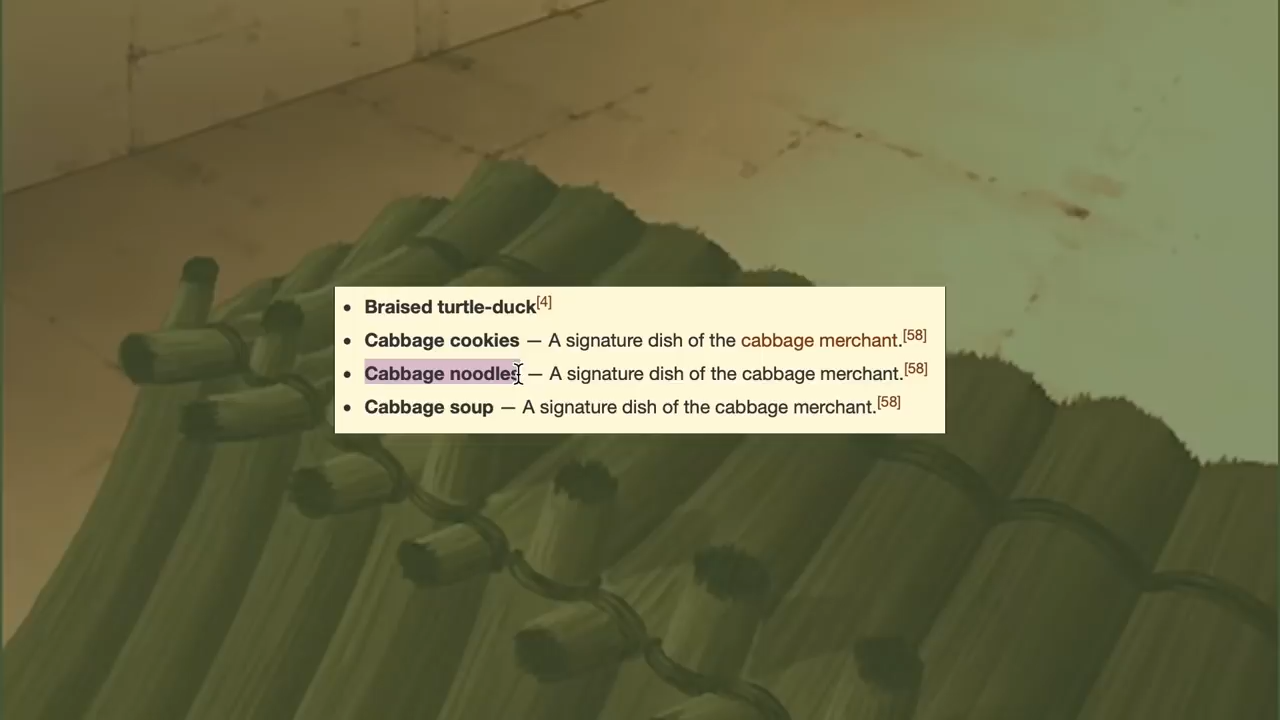 • Braised turtle-duck[4]
• Cabbage cookies — A signature dish of the cabbage merchant.[58]
• Cabbage noodles — A signature dish of the cabbage merchant.[58]
• Cabbage soup — A signature dish of the cabbage merchant.[58]